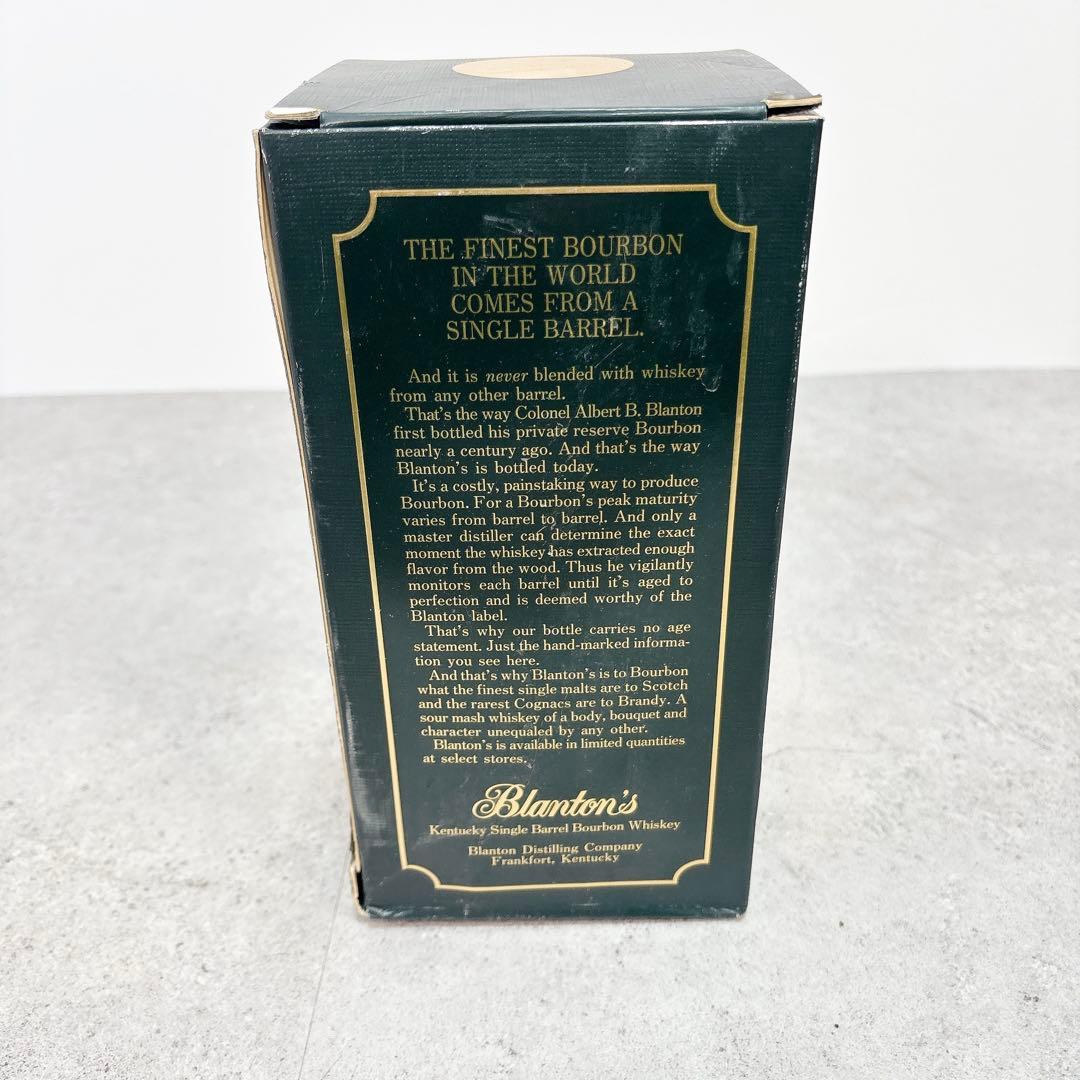 THE FINEST BOURBON
IN THE WORLD
COMES FROM A
SINGLE BARREL.
And it is never blended with whiskey
from any other barrel.
That's the way Colonel Albert B. Blanton
first bottled his private reserve Bourbon
nearly a century ago. And that's the way
Blanton's is bottled today.
It's a costly, painstaking way to produce
Bourbon. For a Bourbon's peak maturity
varies from barrel to barrel. And only a
master distiller can determine the exact
moment the whiskey has extracted enough
flavor from the wood. Thus he vigilantly
monitors each barrel until it's aged to
perfection and is deemed worthy of the
Blanton label.
That's why our bottle carries no age
statement. Just the hand-marked informa-
tion you see here.
And that's why Blanton's is to Bourbon
what the finest single malts are to Scotch
and the rarest Cognacs are to Brandy. A
sour mash whiskey of a body, bouquet and
character unequaled by any other.
Blanton's is available in limited quantities
at select stores.
Blanton's
Kentucky Single Barrel Bourbon Whiskey
Blanton Distilling Company
Frankfort, Kentucky